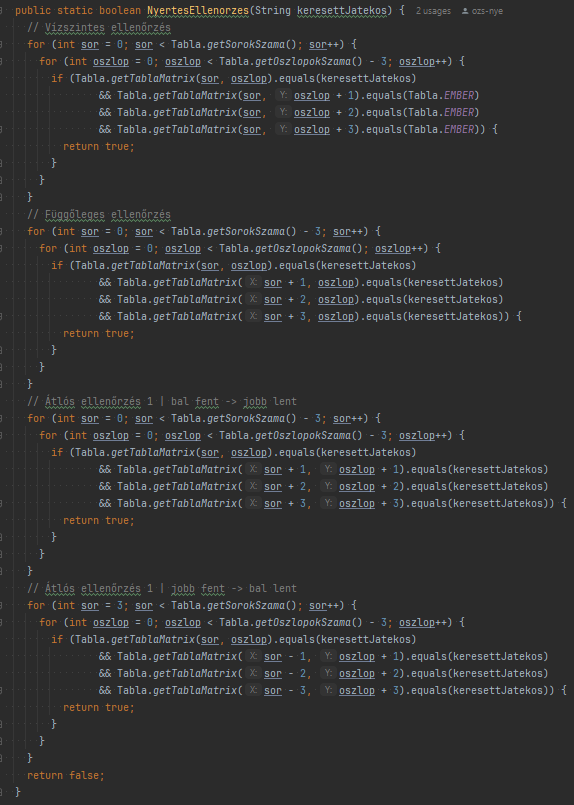 public static boolean NyertesEllenorzes(String keresettJatekos) { 2 usages ozs-nye
// Vízszintes ellenőrzés
for (int sor = 0; sor < Tabla.getSorokSzama(); sor++) {
for (int oszlop = 0; oszlop < Tabla.getOszlopokSzama() - 3; oszlop++) {
if (Tabla.getTablaMatrix(sor, oszlop).equals(keresettJatekos)
&& Tabla.getTablaMatrix(sor, Y: oszlop + 1).equals(Tabla.EMBER)
&& Tabla.getTablaMatrix(sor, Y: oszlop + 2).equals(Tabla.EMBER)
&& Tabla.getTablaMatrix(sor, Y: oszlop + 3).equals(Tabla.EMBER)) {
return true;
}
}
}
// Függőleges ellenőrzés
for (int sor = 0; sor < Tabla.getSorokSzama() - 3; sor++) {
for (int oszlop = 0; oszlop < Tabla.getOszlopokSzama(); oszlop++) {
if (Tabla.getTablaMatrix(sor, oszlop).equals(keresettJatekos)
&& Tabla.getTablaMatrix( X: sor + 1, oszlop).equals(keresettJatekos)
&& Tabla.getTablaMatrix( X: sor + 2, oszlop).equals(keresettJatekos)
&& Tabla.getTablaMatrix( X: sor + 3, oszlop).equals(keresettJatekos)) {
return true;
}
}
}
// Átlós ellenőrzés 1 | bal fent -> jobb lent
for (int sor = 0; sor < Tabla.getSorokSzama() - 3; sor++) {
for (int oszlop = 0; oszlop < Tabla.getOszlopokSzama() - 3; oszlop++) {
if (Tabla.getTablaMatrix(sor, oszlop).equals(keresettJatekos)
&& Tabla.getTablaMatrix( X: sor + 1, Y: oszlop + 1).equals(keresettJatekos)
&& Tabla.getTablaMatrix( X: sor + 2, Y: oszlop + 2).equals(keresettJatekos)
&& Tabla.getTablaMatrix( X: sor + 3, Y: oszlop + 3).equals(keresettJatekos)) {
return true;
}
}
}
// Átlós ellenőrzés 1 | jobb fent -> bal lent
for (int sor = 3; sor < Tabla.getSorokSzama(); sor++) {
for (int oszlop = 0; oszlop < Tabla.getOszlopokSzama() - 3; oszlop++) {
if (Tabla.getTablaMatrix(sor, oszlop).equals(keresettJatekos)
&& Tabla.getTablaMatrix( X: sor - 1, Y: oszlop + 1).equals(keresettJatekos)
&& Tabla.getTablaMatrix( X: sor - 2, Y: oszlop + 2).equals(keresettJatekos)
&& Tabla.getTablaMatrix( X: sor - 3, Y: oszlop + 3).equals(keresettJatekos)) {
return true;
}
}
}
return false;
}